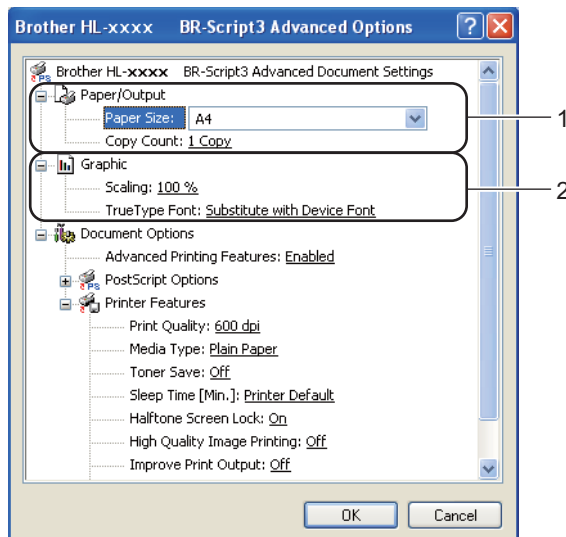 Brother HL-xxxx BR-Script3 Advanced Options
Brother HL-xxxx BR-Script3 Advanced Document Settings
Paper/Output
Paper Size: A4
1
Copy Count: 1 Copy
Graphic
2
Scaling: 100 %
TrueType Font: Substitute with Device Font
Document Options
Advanced Printing Features: Enabled
PS PostScript Options
Printer Features
Print Quality: 600 dpi
Media Type: Plain Paper
Toner Save: Off
Sleep Time [Min.]: Printer Default
Halftone Screen Lock: On
High Quality Image Printing: Off
Improve Print Output: Off
OK Cancel